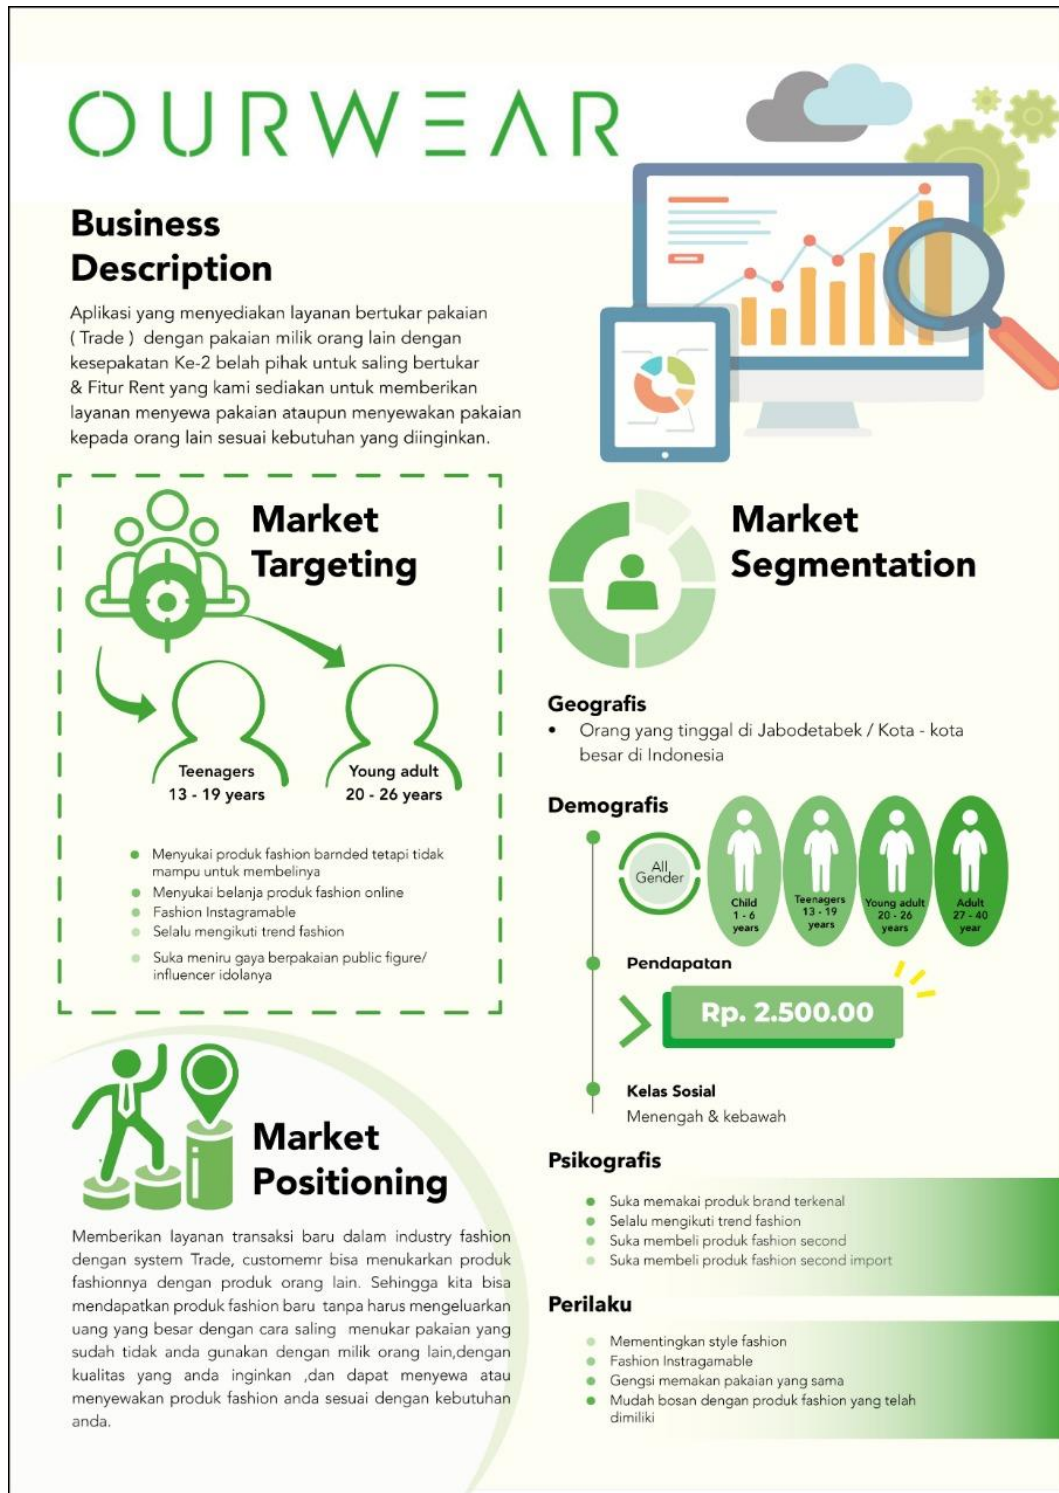 OURWEAR
Business
Description
Aplikasi yang menyediakan layanan bertukar pakaian
( Trade ) dengan pakaian milik orang lain dengan
kesepakatan Ke-2 belah pihak untuk saling bertukar
& Fitur Rent yang kami sediakan untuk memberikan
layanan menyewa pakaian ataupun menyewakan pakaian
kepada orang lain sesuai kebutuhan yang diinginkan.
Market
Targeting
Teenagers
13 - 19 years
Young adult
20 - 26 years
Menyukai produk fashion barnded tetapi tidak
mampu untuk membelinya
Menyukai belanja produk fashion online
Fashion Instagramable
Selalu mengikuti trend fashion
Suka meniru gaya berpakaian public figure/
influencer idolanya
Market
Positioning
Memberikan layanan transaksi baru dalam industry fashion
dengan system Trade, customemr bisa menukarkan produk
fashionnya dengan produk orang lain. Sehingga kita bisa
mendapatkan produk fashion baru tanpa harus mengeluarkan
uang yang besar dengan cara saling menukar pakaian yang
sudah tidak anda gunakan dengan milik orang lain,dengan
kualitas yang anda inginkan ,dan dapat menyewa atau
menyewakan produk fashion anda sesuai dengan kebutuhan
anda.
Market
Segmentation
Geografis
• Orang yang tinggal di Jabodetabek / Kota - kota
besar di Indonesia
Demografis
All
Gender
Child
1 - 6
years
Teenagers
13 - 19
years
Young adult
20 - 26
years
Adult
27 - 40
year
Pendapatan
Rp. 2.500.00
Kelas Sosial
Menengah & kebawah
Psikografis
Suka memakai produk brand terkenal
Selalu mengikuti trend fashion
Suka membeli produk fashion second
Suka membeli produk fashion second import
Perilaku
Mementingkan style fashion
Fashion Instragamable
Gengsi memakan pakaian yang sama
Mudah bosan dengan produk fashion yang telah
dimiliki